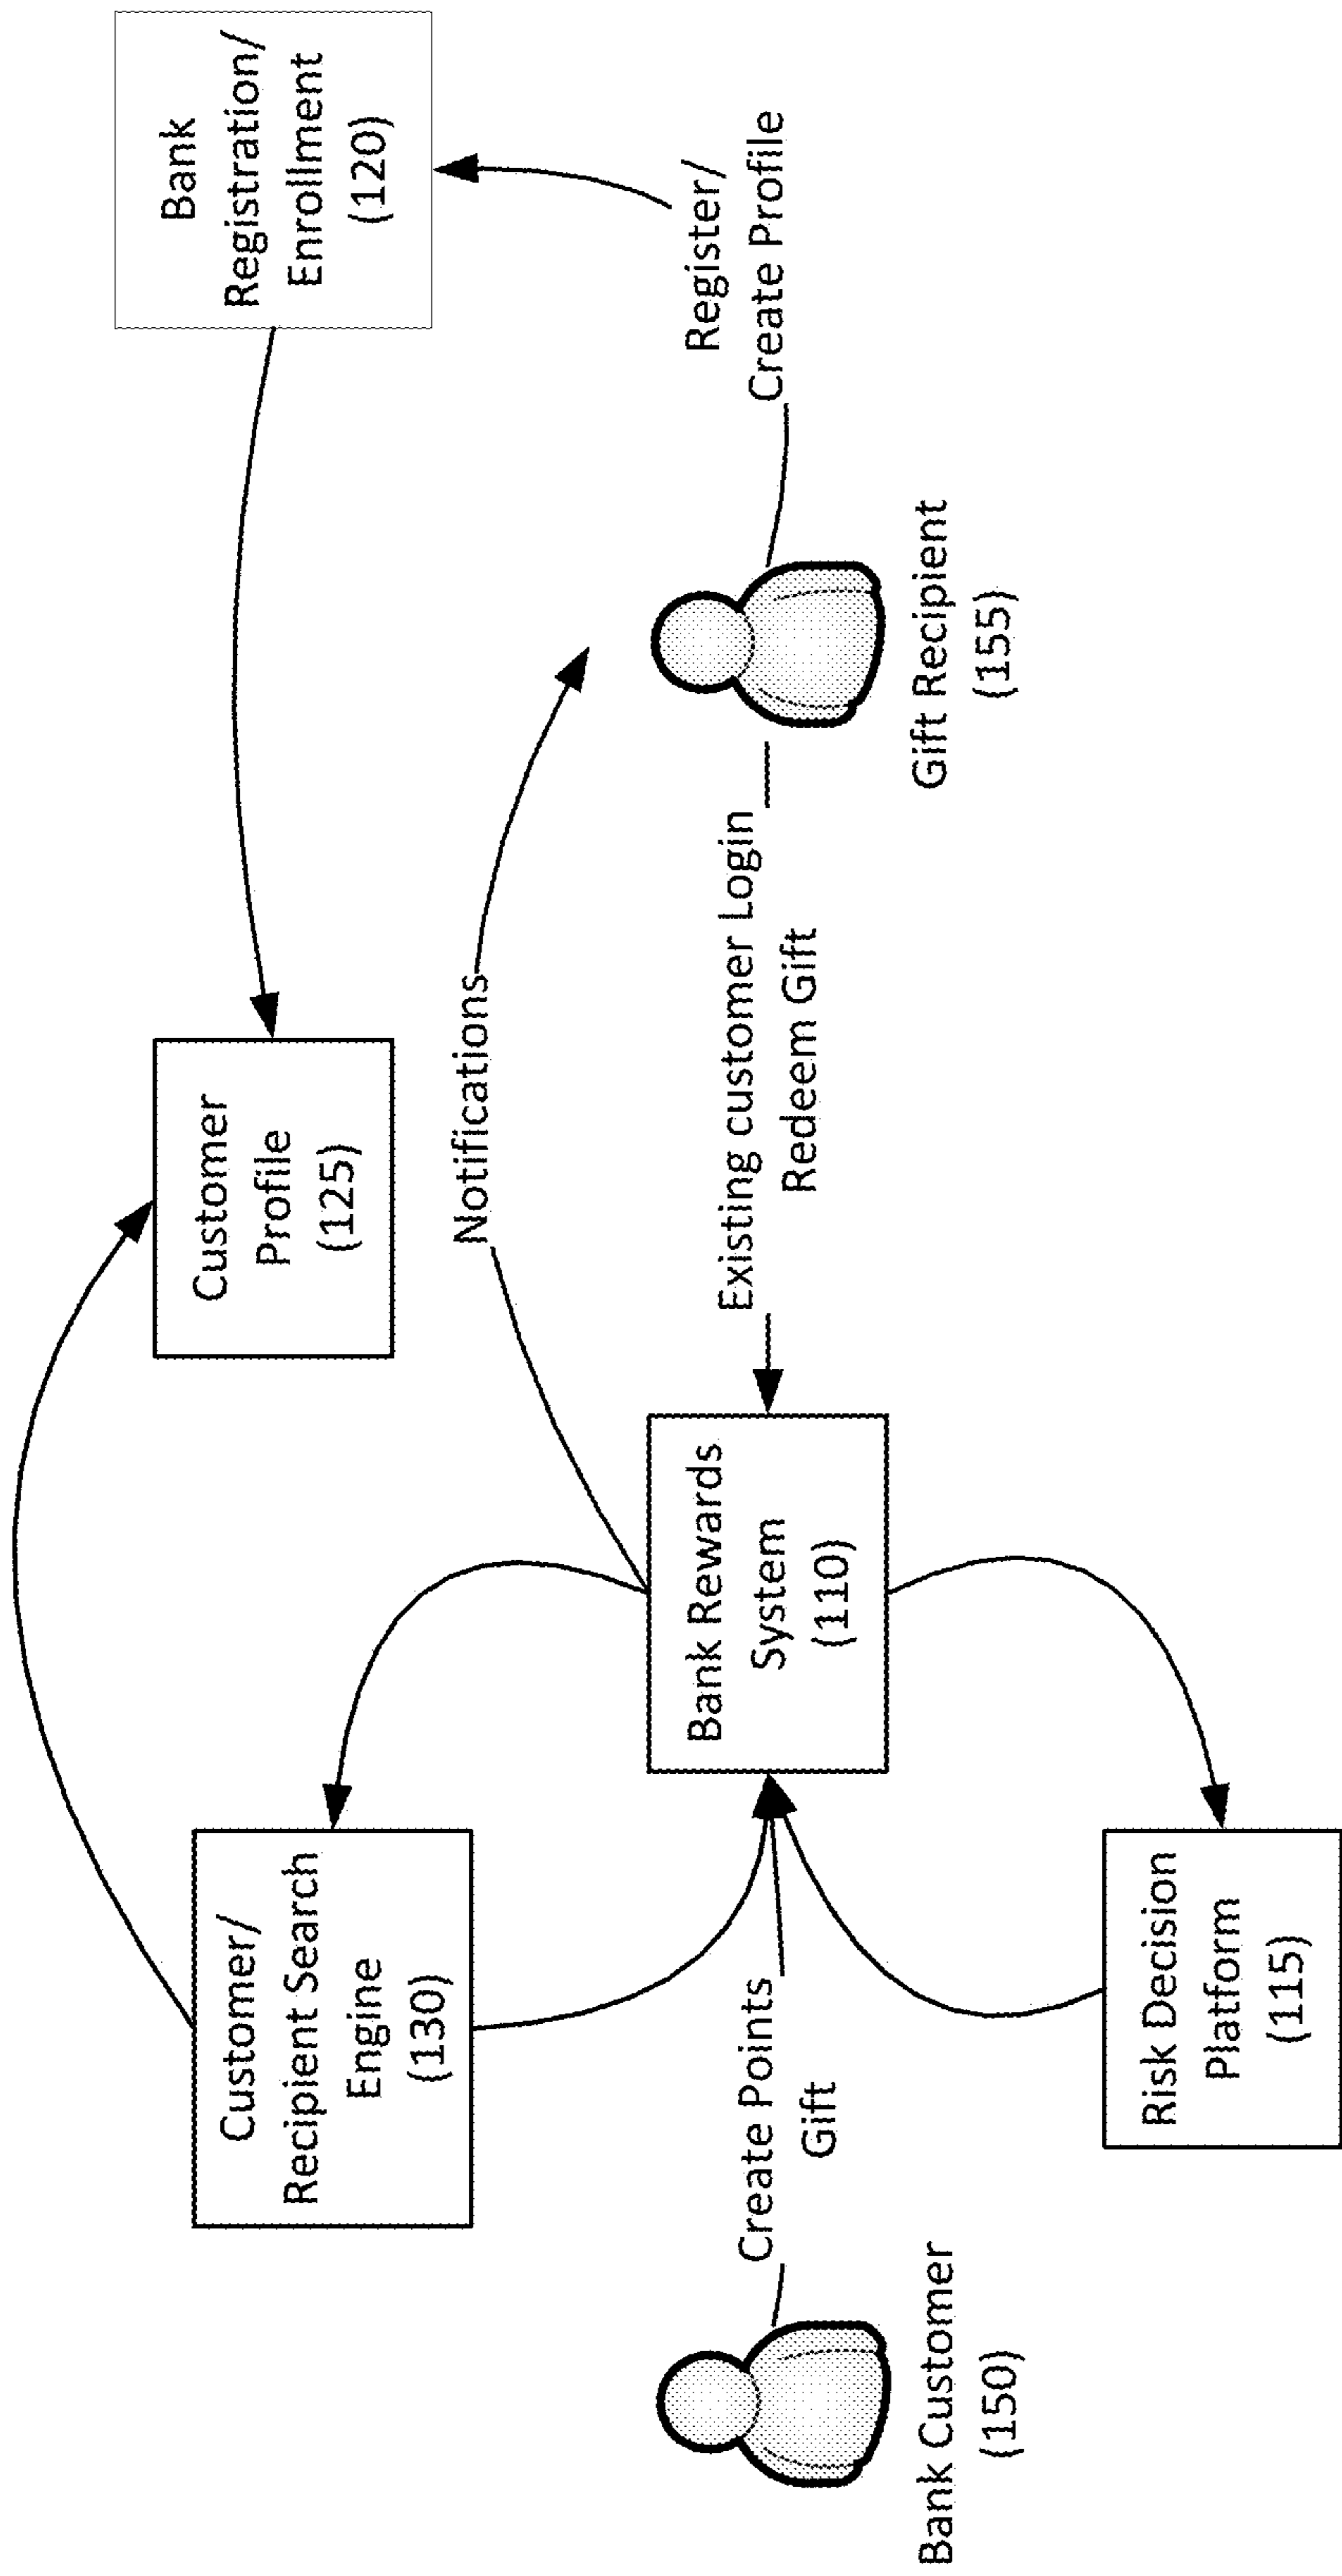 Customer/
Recipient Search
Engine
(130)
Customer
Profile
(125)
Bank
Registration/
Enrollment
(120)
Notifications
Register/
Create Profile
Create Points
Gift
Bank Rewards
System
(110)
Existing customer Login
Redeem Gift
Bank Customer
(150)
Gift Recipient
(155)
Risk Decision
Platform
(115)